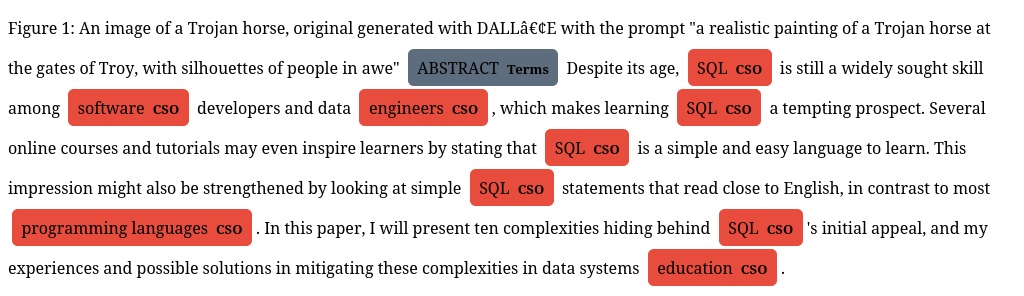 Figure 1: An image of a Trojan horse, original generated with DALLâ€¢E with the prompt "a realistic painting of a Trojan horse at
the gates of Troy, with silhouettes of people in awe" ABSTRACT Terms Despite its age, SQL cso is still a widely sought skill
among software cso developers and data engineers cso , which makes learning SQL cso a tempting prospect. Several
online courses and tutorials may even inspire learners by stating that SQL cso is a simple and easy language to learn. This
impression might also be strengthened by looking at simple SQL cso statements that read close to English, in contrast to most
programming languages cso . In this paper, I will present ten complexities hiding behind SQL cso 's initial appeal, and my
experiences and possible solutions in mitigating these complexities in data systems education cso .